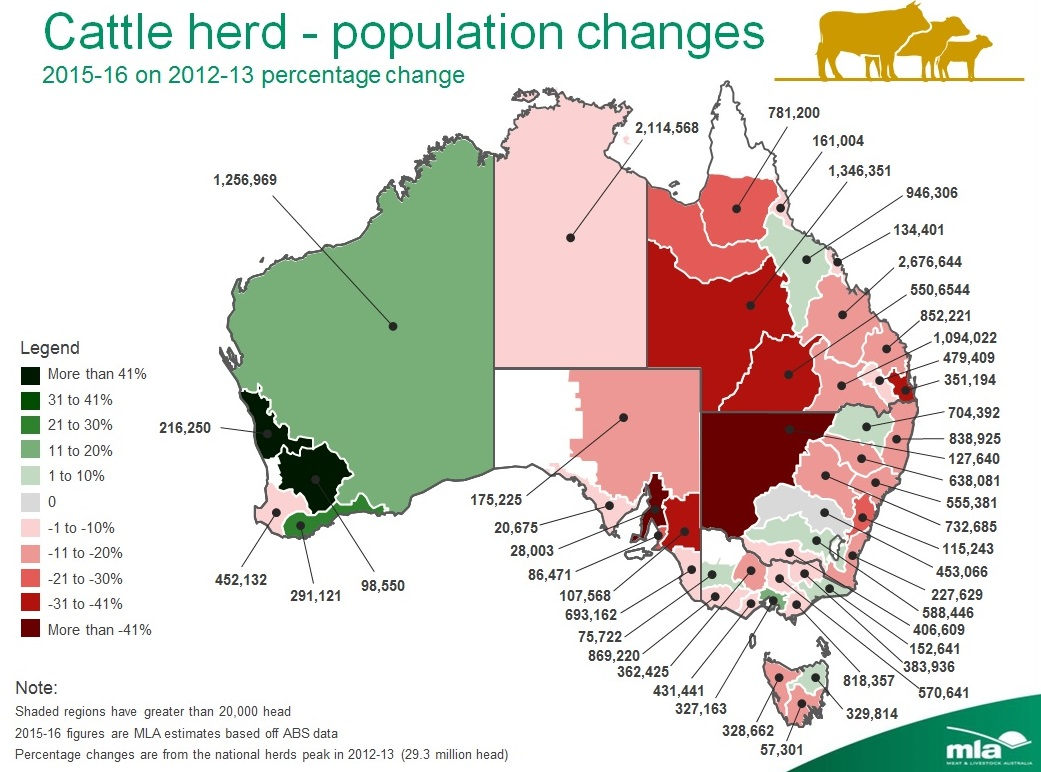 Cattle herd - population changes
2015-16 on 2012-13 percentage change
781,200
2,114,568
161,004
1,346,351
1,256,969
946,306
134,401
2,676,644
550,6544
852,221
1,094,022
479,409
351,194
Legend
More than 41%
31 to 41%
21 to 30%
11 to 20%
1 to 10%
0
-1 to -10%
-11 to -20%
-21 to -30%
-31 to -41%
More than -41%
216,250
704,392
838,925
127,640
638,081
555,381
732,685
115,243
453,066
227,629
588,446
406,609
152,641
383,936
570,641
818,357
175,225
20,675
28,003
86,471
107,568
693,162
75,722
869,220
362,425
431,441
327,163
452,132
291,121
98,550
328,662
57,301
329,814
Note:
Shaded regions have greater than 20,000 head
2015-16 figures are MLA estimates based off ABS data
Percentage changes are from the national herds peak in 2012-13 (29.3 million head)
mla
MEAT & LIVESTOCK AUSTRALIA